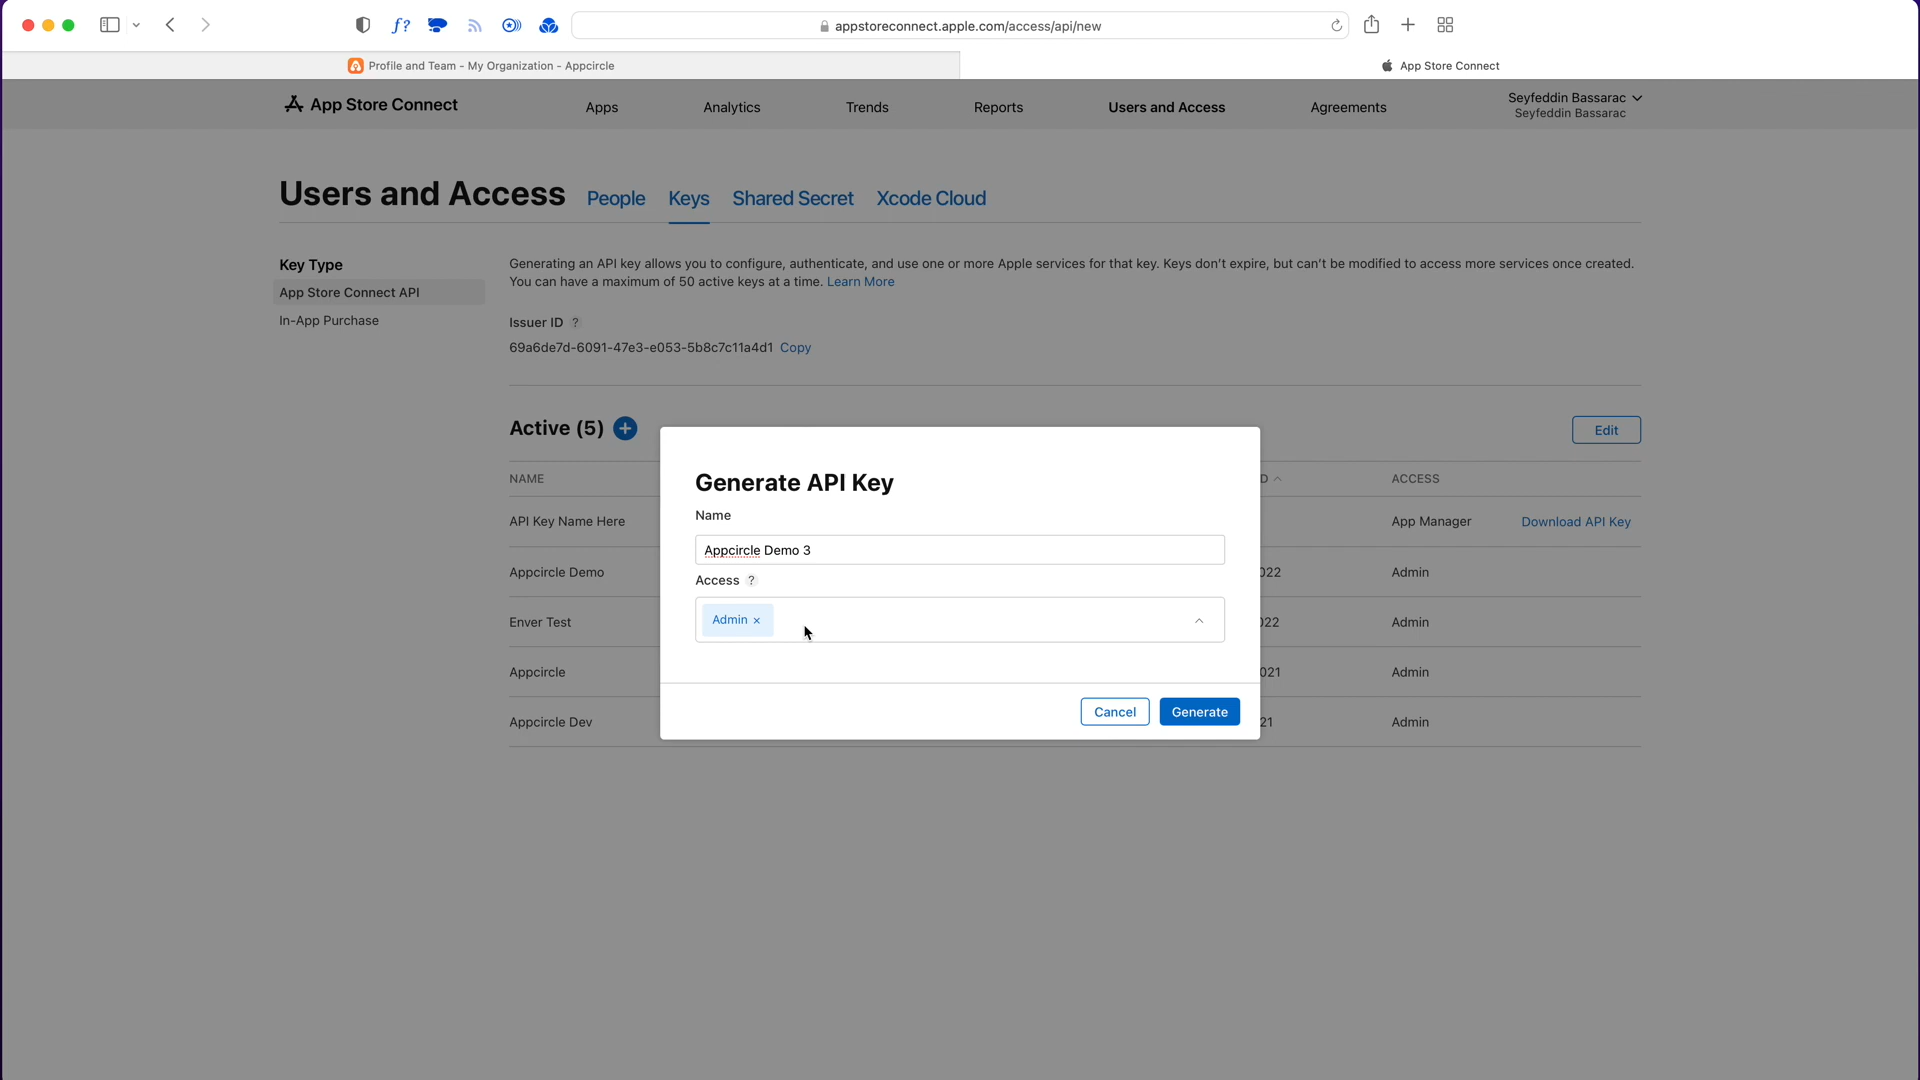 appstoreconnect.apple.com/access/api/new
Profile and Team - My Organization - Appcircle
App Store Connect
App Store Connect
Apps
Analytics
Trends
Reports
Users and Access
Agreements
Seyfeddin Bassarac
Seyfeddin Bassarac
Users and Access
People
Keys
Shared Secret
Xcode Cloud
Key Type
App Store Connect API
In-App Purchase
Generating an API key allows you to configure, authenticate, and use one or more Apple services for that key. Keys don't expire, but can't be modified to access more services once created.
You can have a maximum of 50 active keys at a time. Learn More
Issuer ID ?
69a6de7d-6091-47e3-e053-5b8c7c11a4d1 Copy
Active (5)
Edit
NAME
D
ACCESS
API Key Name Here
App Manager
Download API Key
Appcircle Demo
022
Admin
Enver Test
022
Admin
Appcircle
021
Admin
Appcircle Dev
21
Admin
Generate API Key
Name
Appcircle Demo 3
Access ?
Admin ×
Cancel
Generate